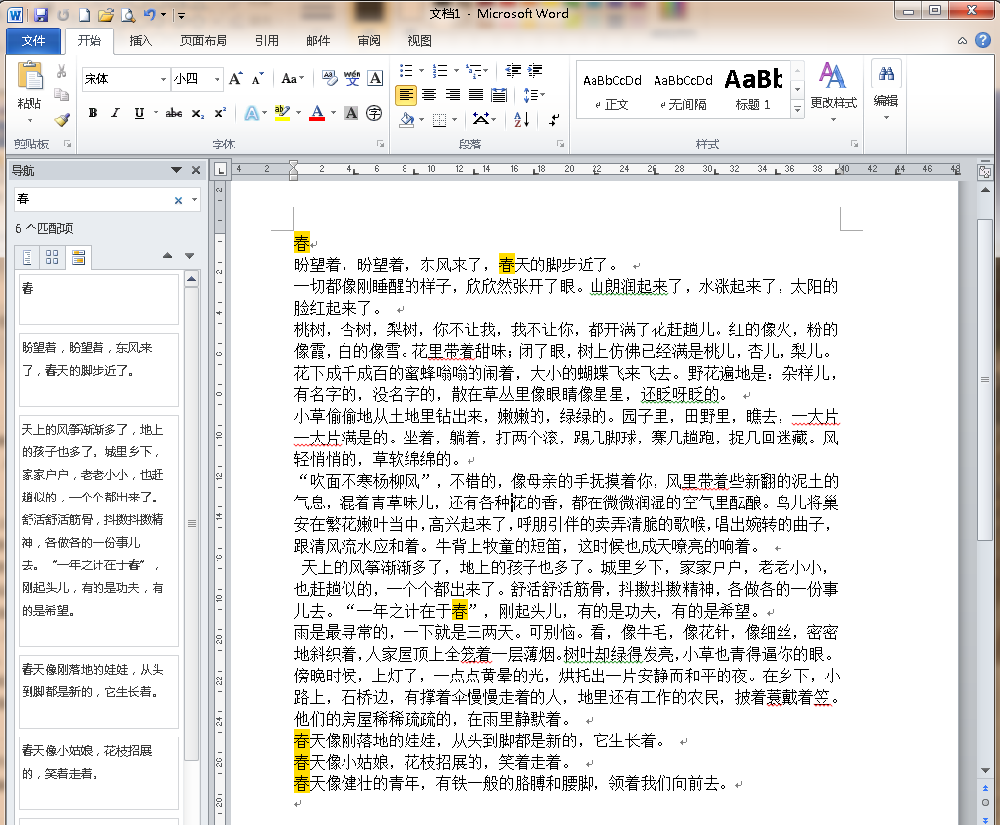 文档1 - Microsoft Word
文件 开始 插入 页面布局 引用 邮件 审阅 视图
粘贴
剪贴板
宋体 小四
字体
段落
AaBbCcDd AaBbCcDd AaBb
正文 无间隔 标题 1
样式
更改样式
编辑
导航
春
6 个匹配项
春
盼望着，盼望着，东风来
了，春天的脚步近了。
天上的风筝渐渐多了，地上
的孩子也多了。城里乡下，
家家户户，老老小小，也赶
趟似的，一个个都出来了。
舒活舒活筋骨，抖擞抖擞精
神，各做各的一份事儿
去。“一年之计在于春”，
刚起头儿，有的是功夫，有
的是希望。
春天像刚落地的娃娃，从头
到脚都是新的，它生长着。
春天像小姑娘，花枝招展
的，笑着走着。
4 2 2 4 6 8 10 12 14 16 18 20 22 24 26 28 30 32 34 36 38 40 42 44 46 48
春
盼望着，盼望着，东风来了，春天的脚步近了。
一切都像刚睡醒的样子，欣欣然张开了眼。山朗润起来了，水涨起来了，太阳的
脸红起来了。
桃树，杏树，梨树，你不让我，我不让你，都开满了花赶趟儿。红的像火，粉的
像霞，白的像雪。花里带着甜味；闭了眼，树上仿佛已经满是桃儿，杏儿，梨儿。
花下成千成百的蜜蜂嗡嗡的闹着，大小的蝴蝶飞来飞去。野花遍地是：杂样儿，
有名字的，没名字的，散在草丛里像眼睛像星星，还眨呀眨的。
小草偷偷地从土地里钻出来，嫩嫩的，绿绿的。园子里，田野里，瞧去，一大片
一大片满是的。坐着，躺着，打两个滚，踢几脚球，赛几趟跑，捉几回迷藏。风
轻悄悄的，草软绵绵的。
“吹面不寒杨柳风”，不错的，像母亲的手抚摸着你，风里带着些新翻的泥土的
气息，混着青草味儿，还有各种花的香，都在微微润湿的空气里酝酿。鸟儿将巢
安在繁花嫩叶当中，高兴起来了，呼朋引伴的卖弄清脆的歌喉，唱出婉转的曲子，
跟清风流水应和着。牛背上牧童的短笛，这时候也成天嘹亮的响着。
天上的风筝渐渐多了，地上的孩子也多了。城里乡下，家家户户，老老小小，
也赶趟似的，一个个都出来了。舒活舒活筋骨，抖擞抖擞精神，各做各的一份事
儿去。“一年之计在于春”，刚起头儿，有的是功夫，有的是希望。
雨是最寻常的，一下就是三两天。可别恼。看，像牛毛，像花针，像细丝，密密
地斜织着，人家屋顶上全笼着一层薄烟。树叶却绿得发亮，小草也青得逼你的眼。
傍晚时候，上灯了，一点点黄晕的光，烘托出一片安静而和平的夜。在乡下，小
路上，石桥边，有撑着伞慢慢走着的人，地里还有工作的农民，披着蓑戴着笠。
他们的房屋稀稀疏疏的，在雨里静默着。
春天像刚落地的娃娃，从头到脚都是新的，它生长着。
春天像小姑娘，花枝招展的，笑着走着。
春天像健壮的青年，有铁一般的胳膊和腰脚，领着我们向前去。